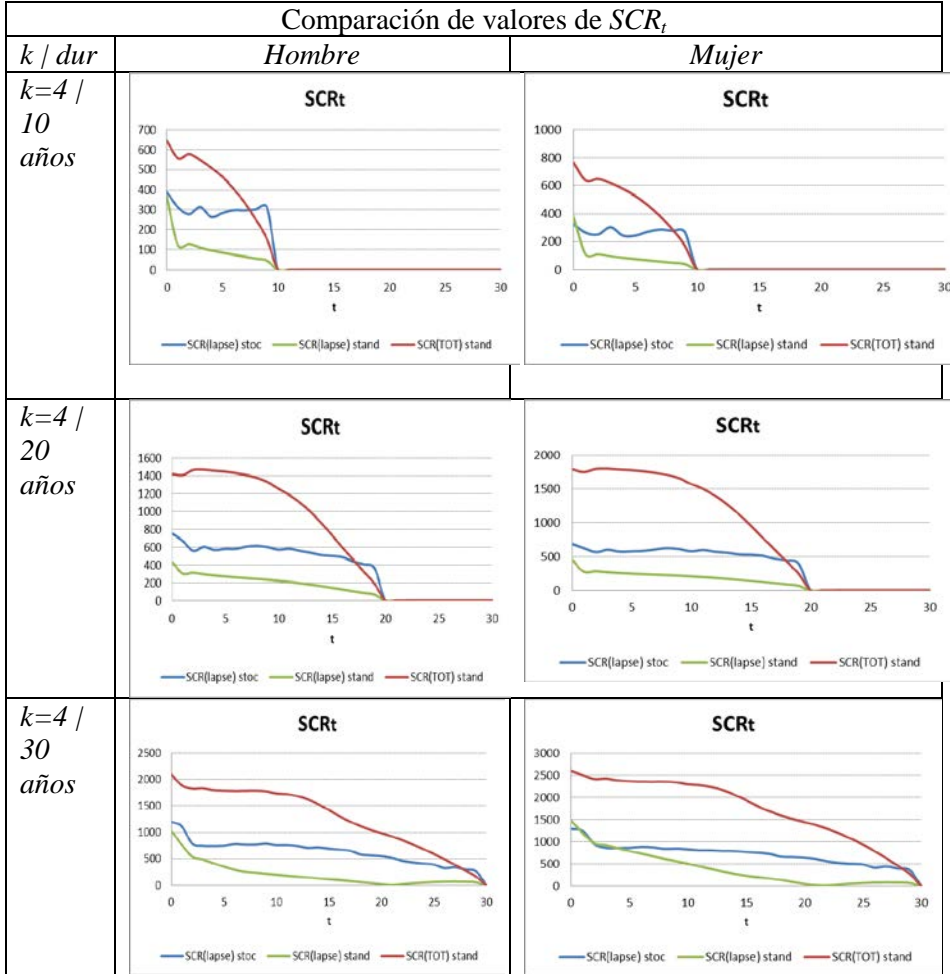 Comparación de valores de SCRt
k / dur Hombre Mujer
k=4 /
10
años
SCRt
700
600
500
400
300
200
100
0
0 5 10 15 20 25 30
t
SCR(lapse) stoc SCR(lapse) stand SCR(TOT) stand
SCRt
1000
800
600
400
200
0
0 5 10 15 20 25 30
t
SCR(lapse) stoc SCR(lapse) stand SCR(TOT) stand
k=4 /
20
años
SCRt
1600
1400
1200
1000
800
600
400
200
0
0 5 10 15 20 25 30
t
SCR(lapse) stoc SCR(lapse) stand SCR(TOT) stand
SCRt
2000
1500
1000
500
0
0 5 10 15 20 25 30
t
SCR(lapse) stoc SCR(lapse) stand SCR(TOT) stand
k=4 /
30
años
SCRt
2500
2000
1500
1000
500
0
0 5 10 15 20 25 30
t
SCR(lapse) stoc SCR(lapse) stand SCR(TOT) stand
SCRt
3000
2500
2000
1500
1000
500
0
0 5 10 15 20 25 30
t
SCR(lapse) stoc SCR(lapse) stand SCR(TOT) stand